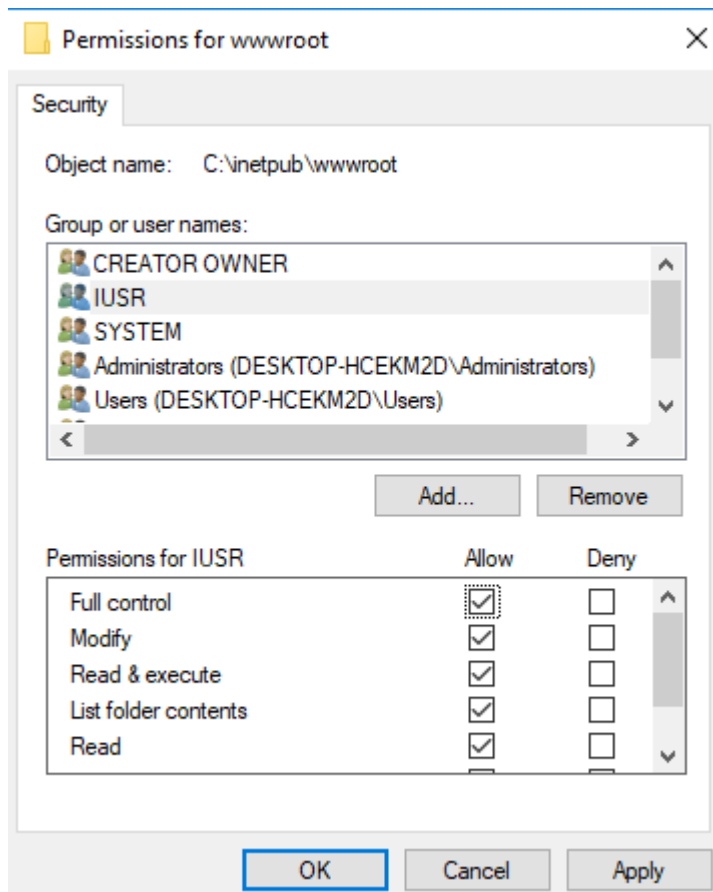 Permissions for wwwroot
Security
Object name: C:\inetpub\wwwroot
Group or user names:
CREATOR OWNER
IUSR
SYSTEM
Administrators (DESKTOP-HCEKM2D\Administrators)
Users (DESKTOP-HCEKM2D\Users)
Add... Remove
Permissions for IUSR Allow Deny
Full control
Modify
Read & execute
List folder contents
Read
OK Cancel Apply